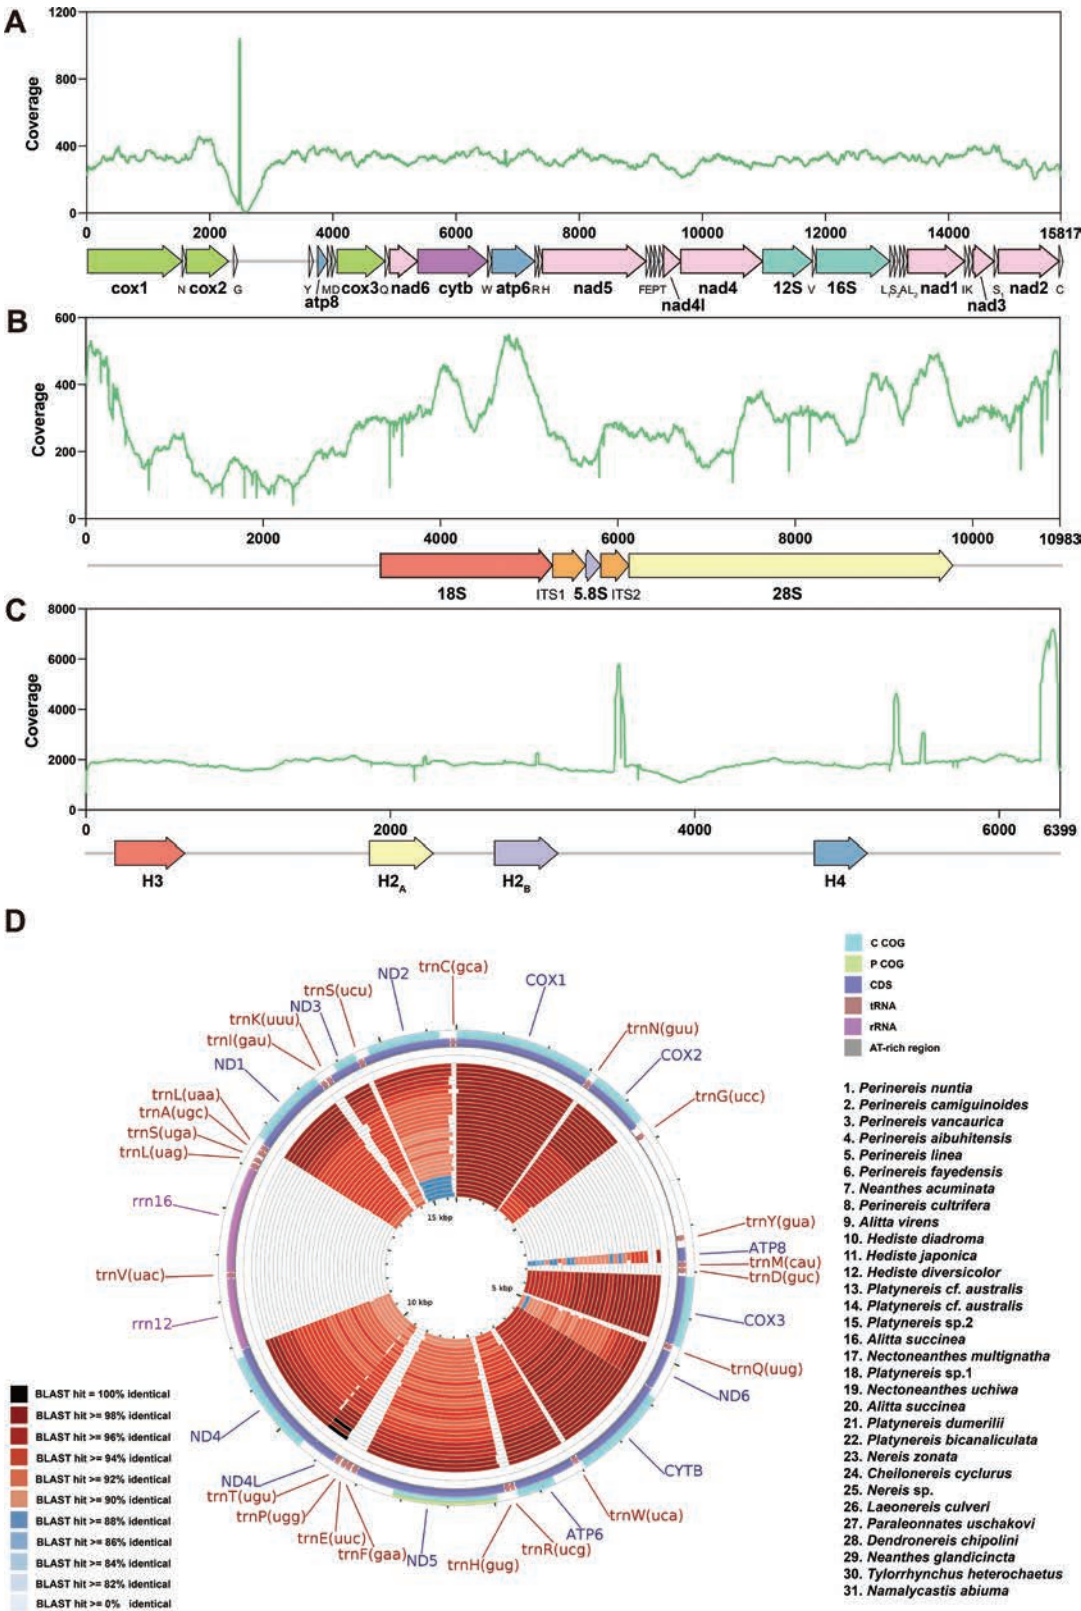 A
1200
800
400
0
Coverage
0 2000 4000 6000 8000 10000 12000 14000 15817
cox1 N cox2 G Y atp8 M D cox3 Q nad6 cytb W atp6 R H nad5 F E P T nad4l nad4 12S V 16S L₁ S₂ A L₂ nad1 I K nad3 S₁ nad2 C
B
600
400
200
0
Coverage
0 2000 4000 6000 8000 10000 10983
18S ITS1 5.8S ITS2 28S
C
8000
6000
4000
2000
0
Coverage
0 2000 4000 6000 6399
H3 H2A H2B H4
D
C COG
P COG
CDS
tRNA
rRNA
AT-rich region
trnC(gca)
COX1
trnN(guu)
COX2
trnG(ucc)
trnY(gua)
ATP8
trnM(cau)
trnD(guc)
COX3
trnQ(uug)
ND6
CYTB
trnW(uca)
ATP6
trnR(ucg)
trnH(gug)
ND5
trnF(gaa)
trnE(uuc)
trnP(ugg)
trnT(ugu)
ND4L
ND4
rrn12
trnV(uac)
rrn16
trnL(uag)
trnS(uga)
trnA(ugc)
trnL(uaa)
ND1
trnI(gau)
trnK(uuu)
ND3
trnS(ucu)
ND2
15 kbp
5 kbp
10 kbp
BLAST hit = 100% identical
BLAST hit >= 98% identical
BLAST hit >= 96% identical
BLAST hit >= 94% identical
BLAST hit >= 92% identical
BLAST hit >= 90% identical
BLAST hit >= 88% identical
BLAST hit >= 86% identical
BLAST hit >= 84% identical
BLAST hit >= 82% identical
BLAST hit >= 0% identical
1. Perinereis nuntia
2. Perinereis camiguinoides
3. Perinereis vancaurica
4. Perinereis aibuhitensis
5. Perinereis linea
6. Perinereis fayedensis
7. Neanthes acuminata
8. Perinereis cultrifera
9. Alitta virens
10. Hediste diadroma
11. Hediste japonica
12. Hediste diversicolor
13. Platynereis cf. australis
14. Platynereis cf. australis
15. Platynereis sp.2
16. Alitta succinea
17. Nectoneanthes multignatha
18. Platynereis sp.1
19. Nectoneanthes uchiwa
20. Alitta succinea
21. Platynereis dumerilii
22. Platynereis bicanaliculata
23. Nereis zonata
24. Cheilonereis cyclurus
25. Nereis sp.
26. Laeonereis culveri
27. Paraleonnates uschakovi
28. Dendronereis chipolini
29. Neanthes glandicincta
30. Tylorrhynchus heterochaetus
31. Namalycastis abiuma